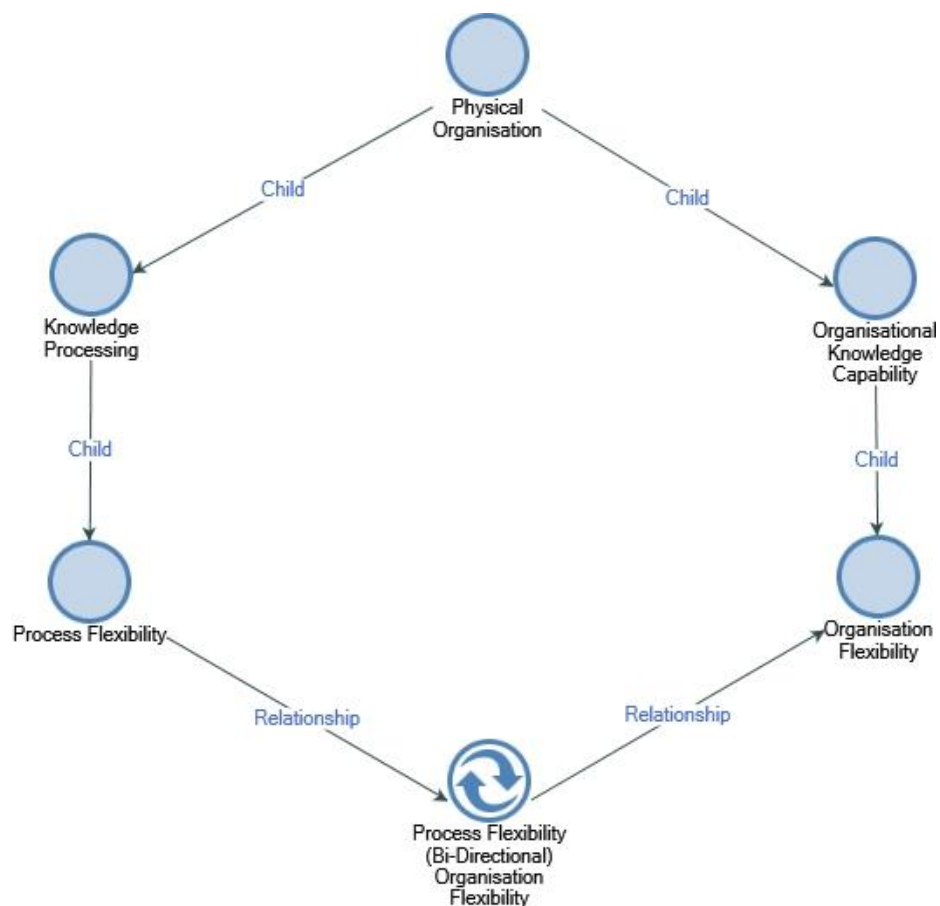 Physical
Organisation
Child
Child
Knowledge
Processing
Organisational
Knowledge
Capability
Child
Child
Process Flexibility
Organisation
Flexibility
Relationship
Relationship
Process Flexibility
(Bi-Directional)
Organisation
Flexibility